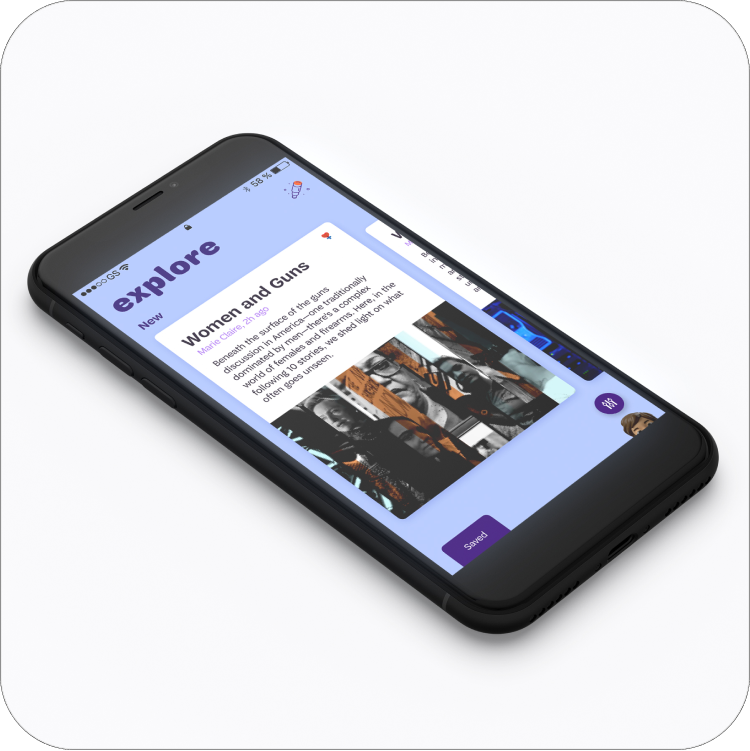 GS
58 %
explore
New
Women and Guns
Marie Claire, 2h ago
Beneath the surface of the guns
discussion in America—one traditionally
dominated by men—there's a complex
world of females and firearms. Here, in the
following 10 stories, we shed light on what
often goes unseen.
Saved